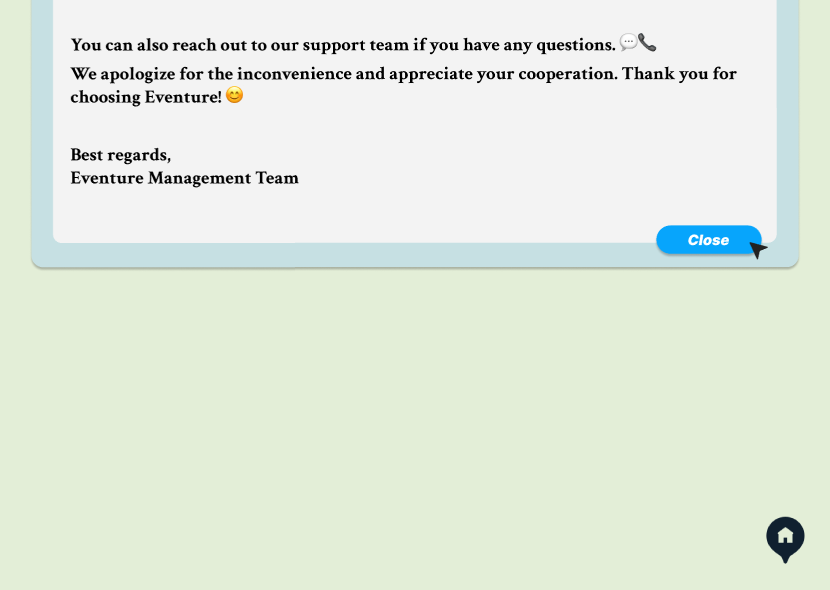 You can also reach out to our support team if you have any questions. 💬📞
We apologize for the inconvenience and appreciate your cooperation. Thank you for
choosing Eventure! 😊
Best regards,
Eventure Management Team
Close